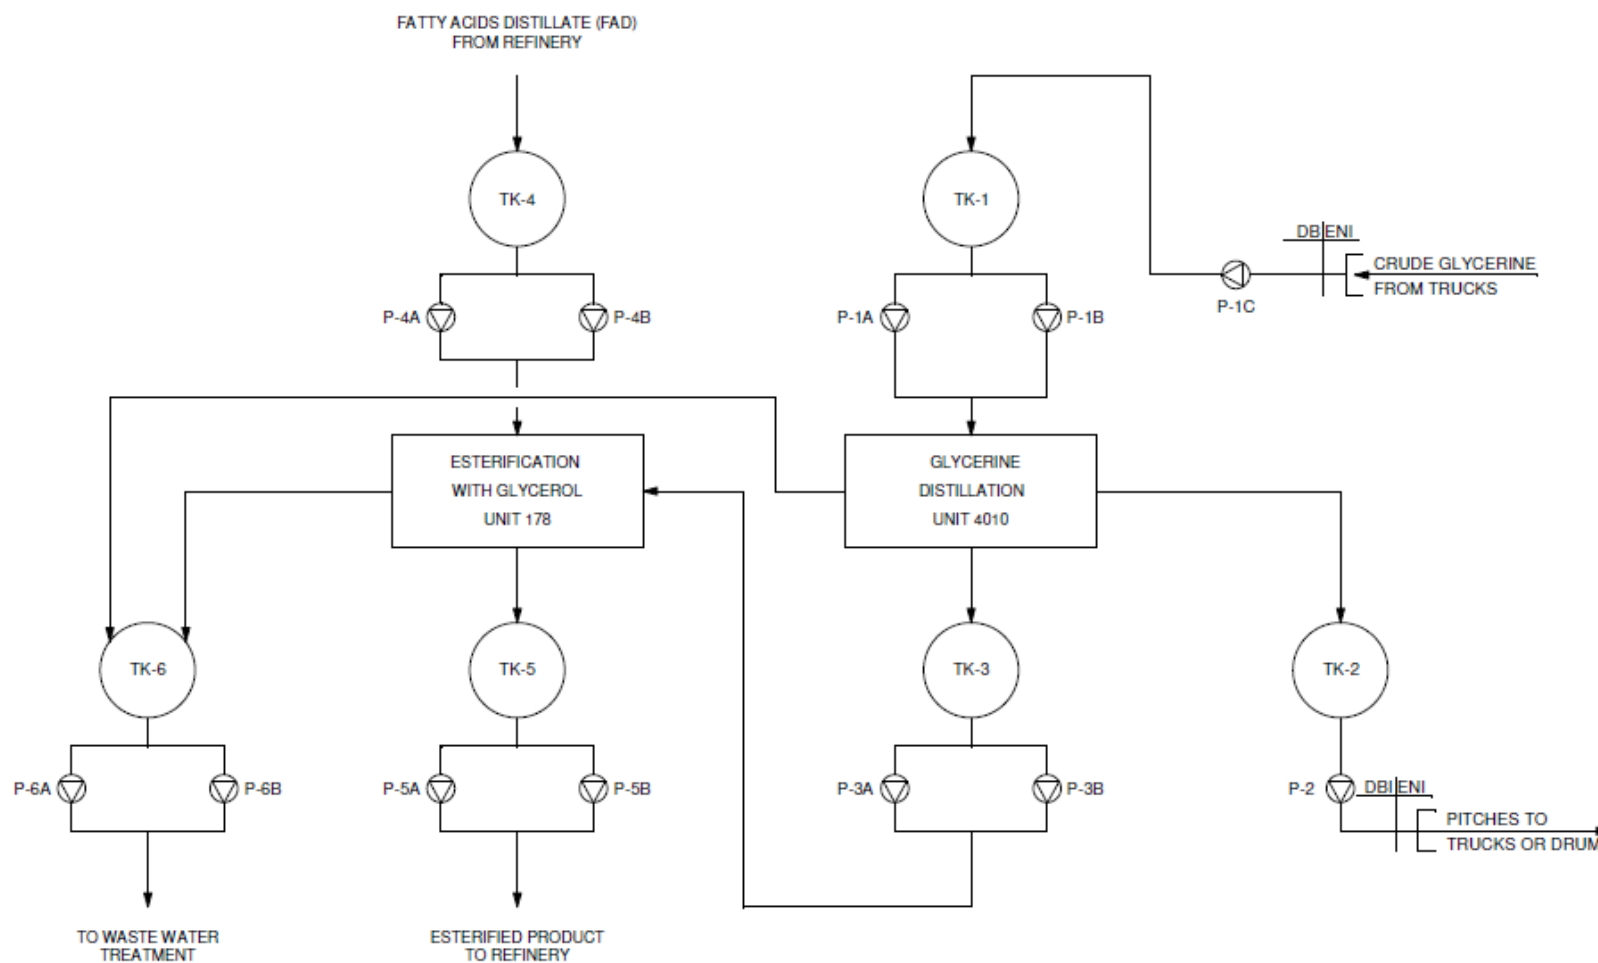 FATTY ACIDS DISTILLATE (FAD)
FROM REFINERY
TK-4
TK-1
DB ENI
CRUDE GLYCERINE
FROM TRUCKS
P-1C
P-4A
P-4B
P-1A
P-1B
ESTERIFICATION
WITH GLYCEROL
UNIT 178
GLYCERINE
DISTILLATION
UNIT 4010
TK-6
TK-5
TK-3
TK-2
P-6A
P-6B
P-5A
P-5B
P-3A
P-3B
P-2
DB ENI
PITCHES TO
TRUCKS OR DRUM
TO WASTE WATER
TREATMENT
ESTERIFIED PRODUCT
TO REFINERY